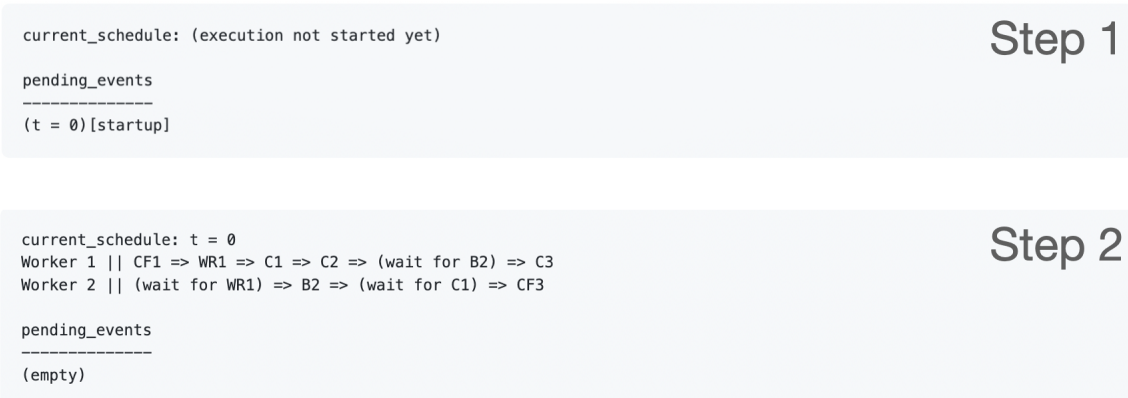 current_schedule: (execution not started yet)
Step 1
pending_events
--------------
(t = 0)[startup]
current_schedule: t = 0
Step 2
Worker 1 || CF1 => WR1 => C1 => C2 => (wait for B2) => C3
Worker 2 || (wait for WR1) => B2 => (wait for C1) => CF3
pending_events
--------------
(empty)